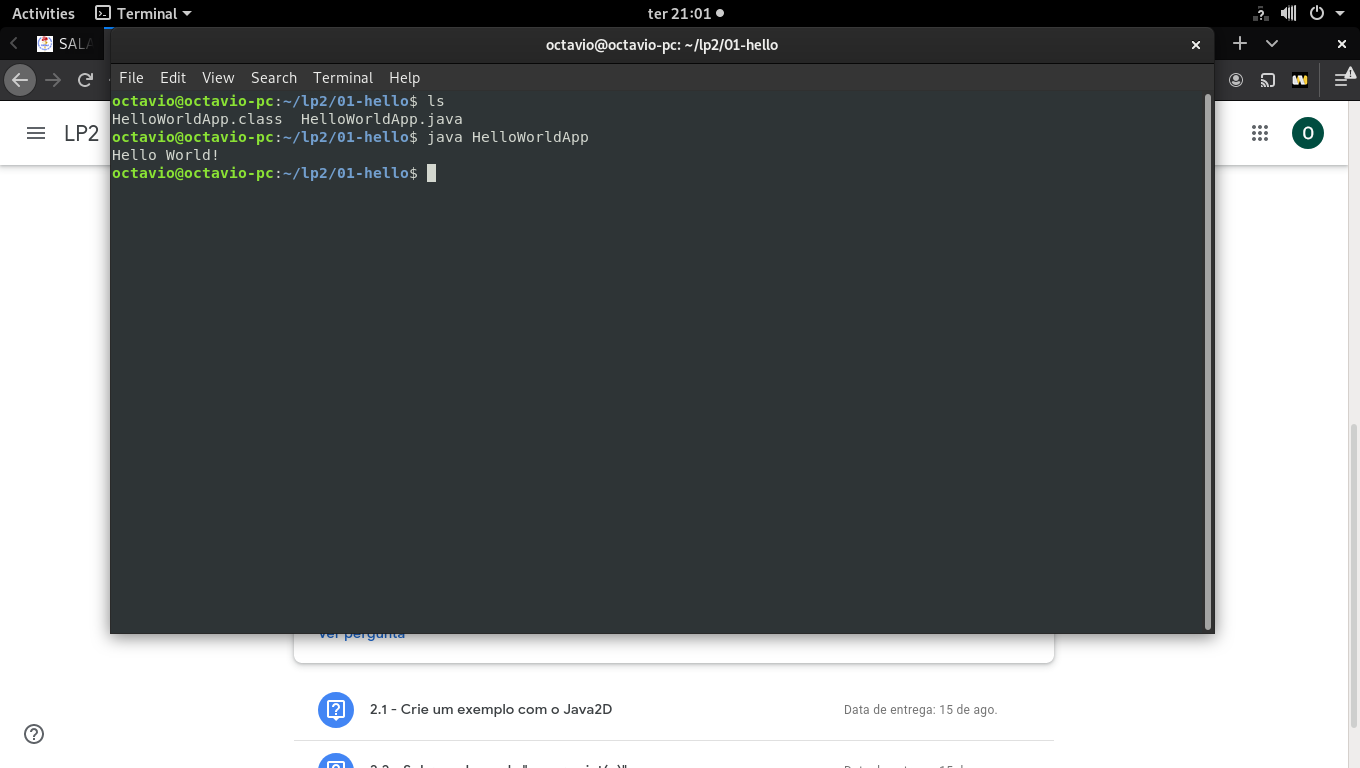 Activities Terminal ter 21:01
SALA
octavio@octavio-pc: ~/lp2/01-hello
File Edit View Search Terminal Help
octavio@octavio-pc:~/lp2/01-hello$ ls
HelloWorldApp.class  HelloWorldApp.java
octavio@octavio-pc:~/lp2/01-hello$ java HelloWorldApp
Hello World!
octavio@octavio-pc:~/lp2/01-hello$
LP2
O
Ver pergunta
2.1 - Crie um exemplo com o Java2D Data de entrega: 15 de ago.